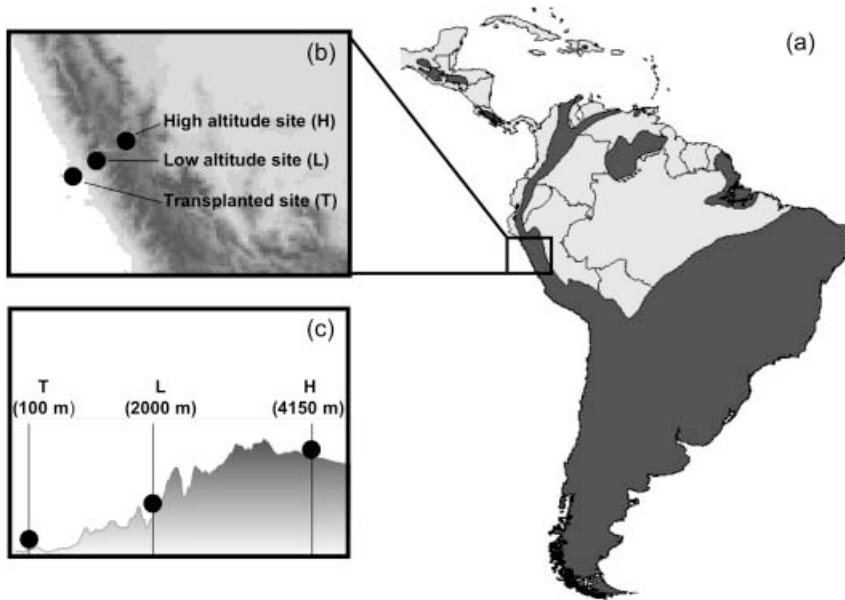 (a)
(b)
High altitude site (H)
Low altitude site (L)
Transplanted site (T)
(c)
T L H
(100 m) (2000 m) (4150 m)